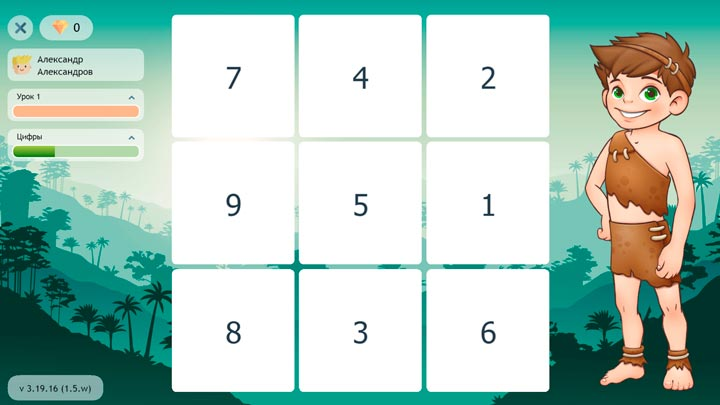 0
Александр
Александров
Урок 1
Цифры
7 4 2
9 5 1
8 3 6
v 3.19.16 (1.5.w)